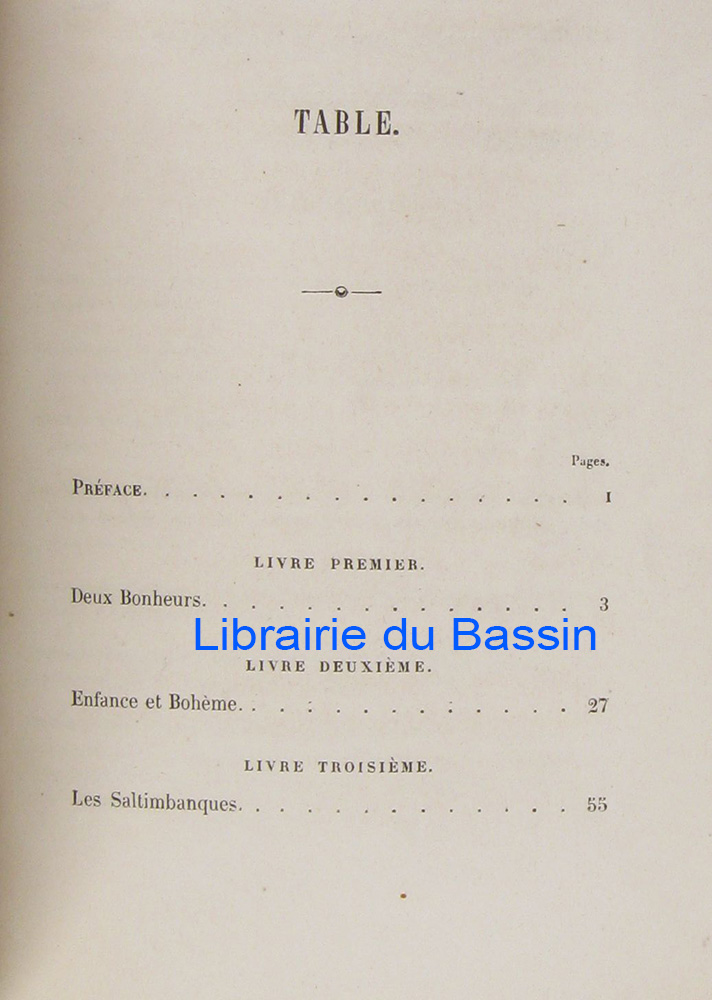 TABLE.
Pages.
PRÉFACE. . . . . . . . . . . . . . . . I
LIVRE PREMIER.
Deux Bonheurs. . . . . . . . . . . . . . 3
Librairie du Bassin
LIVRE DEUXIÈME.
Enfance et Bohème. . . . . . . . . . . . . 27
LIVRE TROISIÈME.
Les Saltimbanques. . . . . . . . . . . . . 55